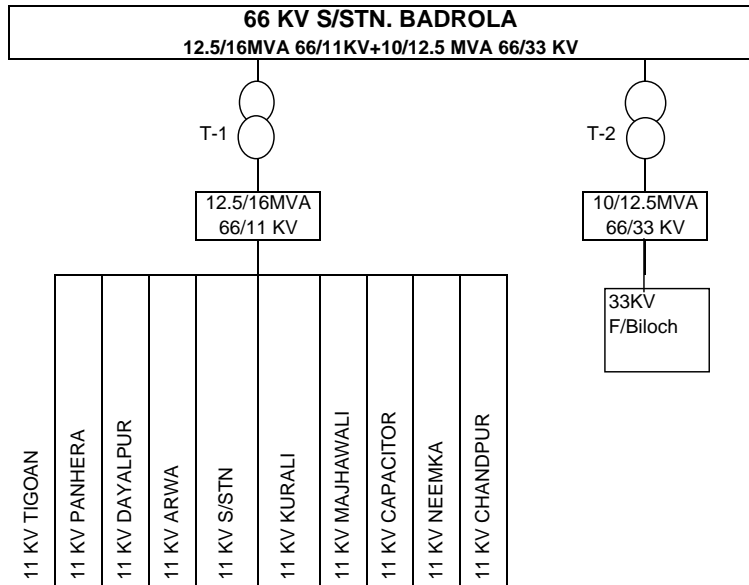 66 KV S/STN. BADROLA
12.5/16MVA 66/11KV+10/12.5 MVA 66/33 KV
T-1
T-2
12.5/16MVA
66/11 KV
10/12.5MVA
66/33 KV
33KV
F/Biloch
11 KV TIGOAN
11 KV PANHERA
11 KV DAYALPUR
11 KV ARWA
11 KV S/STN
11 KV KURALI
11 KV MAJHAWALI
11 KV CAPACITOR
11 KV NEEMKA
11 KV CHANDPUR